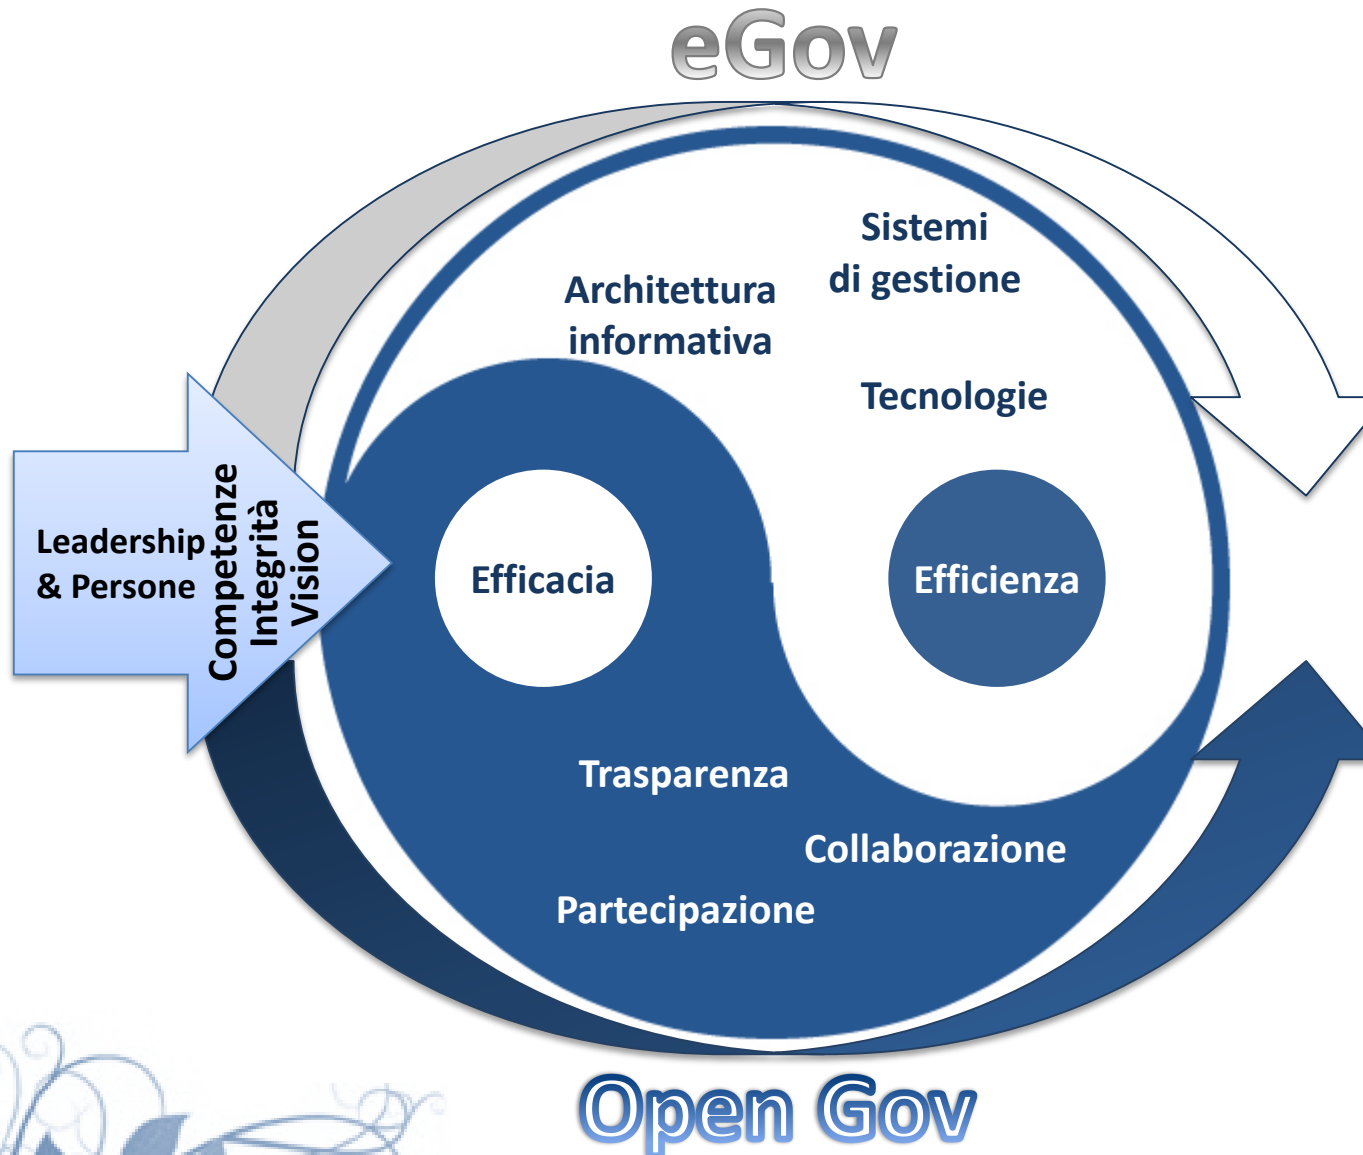 eGov
Sistemi
di gestione
Architettura
informativa
Tecnologie
Leadership
& Persone
Competenze
Integrità
Vision
Efficacia
Efficienza
Trasparenza
Collaborazione
Partecipazione
Open Gov